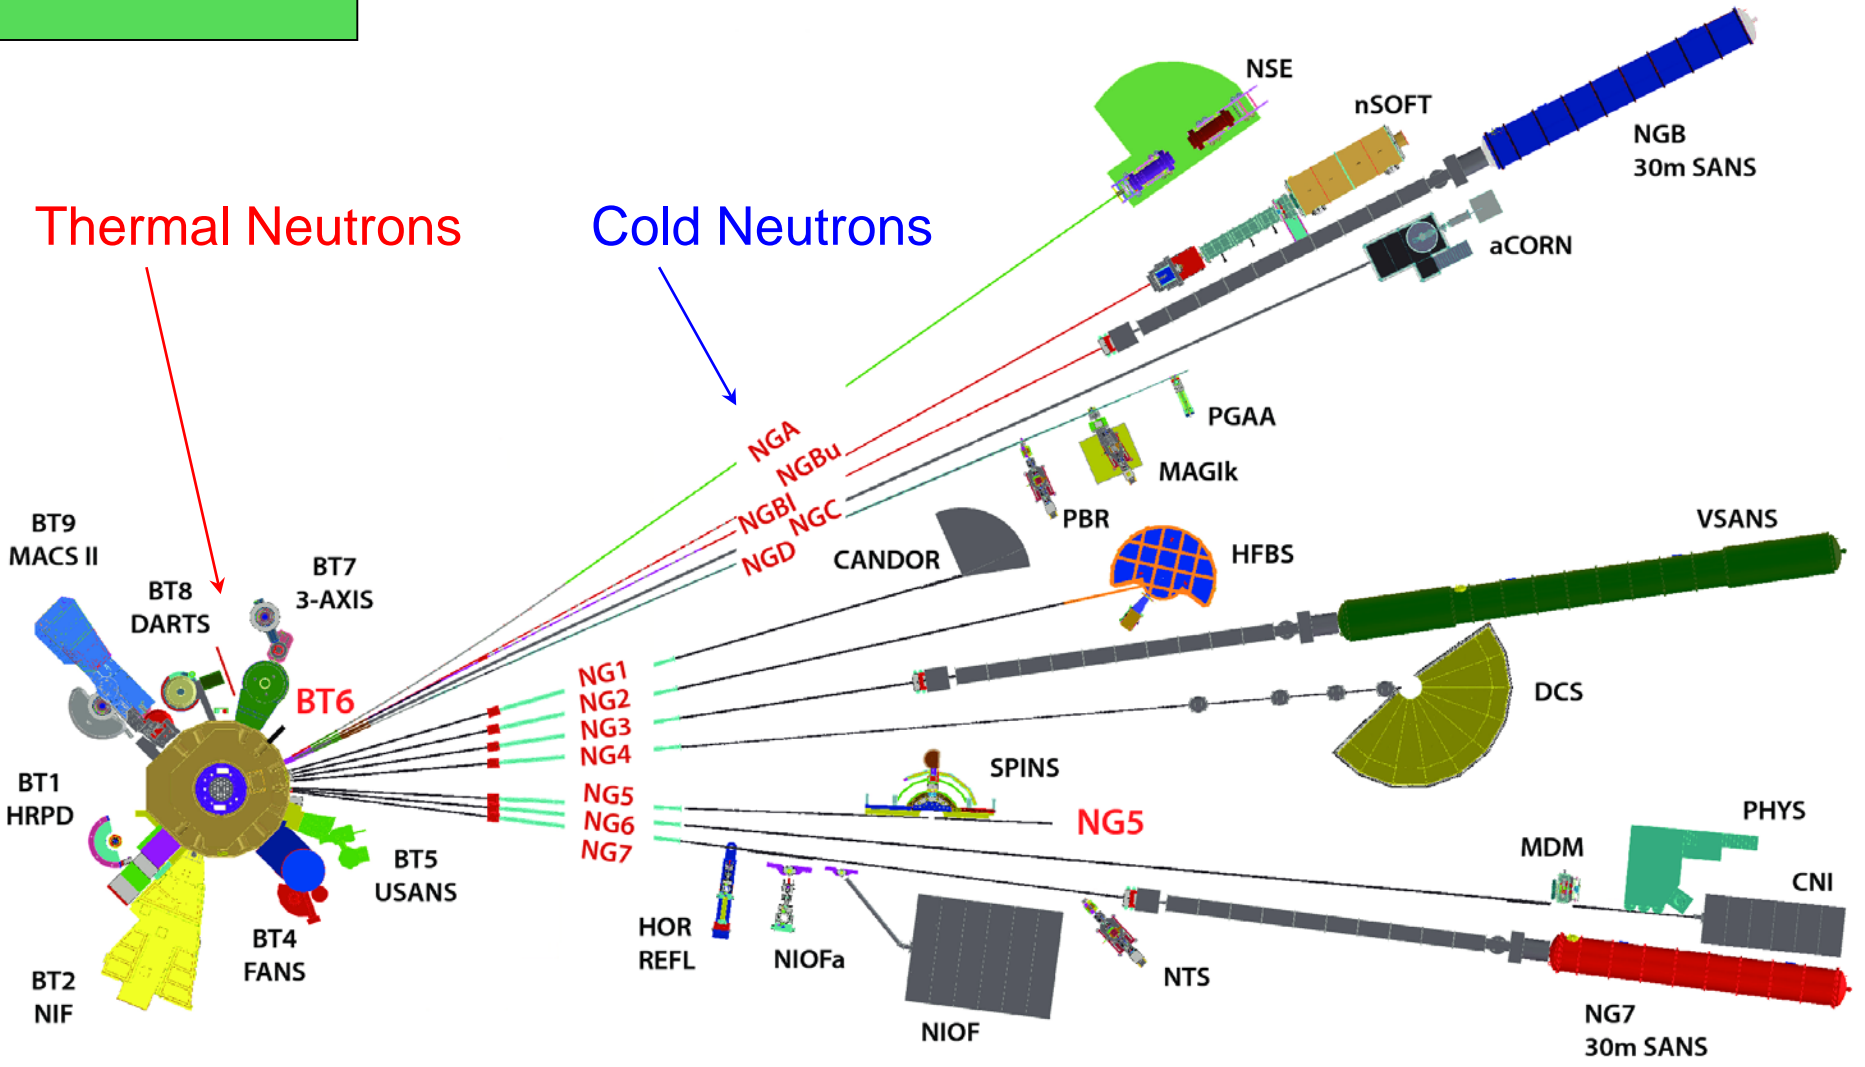 NSE
nSOFT
NGB
30m SANS
Thermal Neutrons
Cold Neutrons
aCORN
PGAA
NGA
NGBu
MAGIk
NGBl
NGC
PBR
NGD
VSANS
BT9
MACS II
CANDOR
HFBS
BT7
3-AXIS
BT8
DARTS
NG1
NG2
NG3
NG4
BT6
DCS
SPINS
BT1
HRPD
NG5
NG6
NG7
NG5
PHYS
MDM
CNI
BT5
USANS
HOR
REFL
NIOFa
BT4
FANS
NTS
BT2
NIF
NIOF
NG7
30m SANS